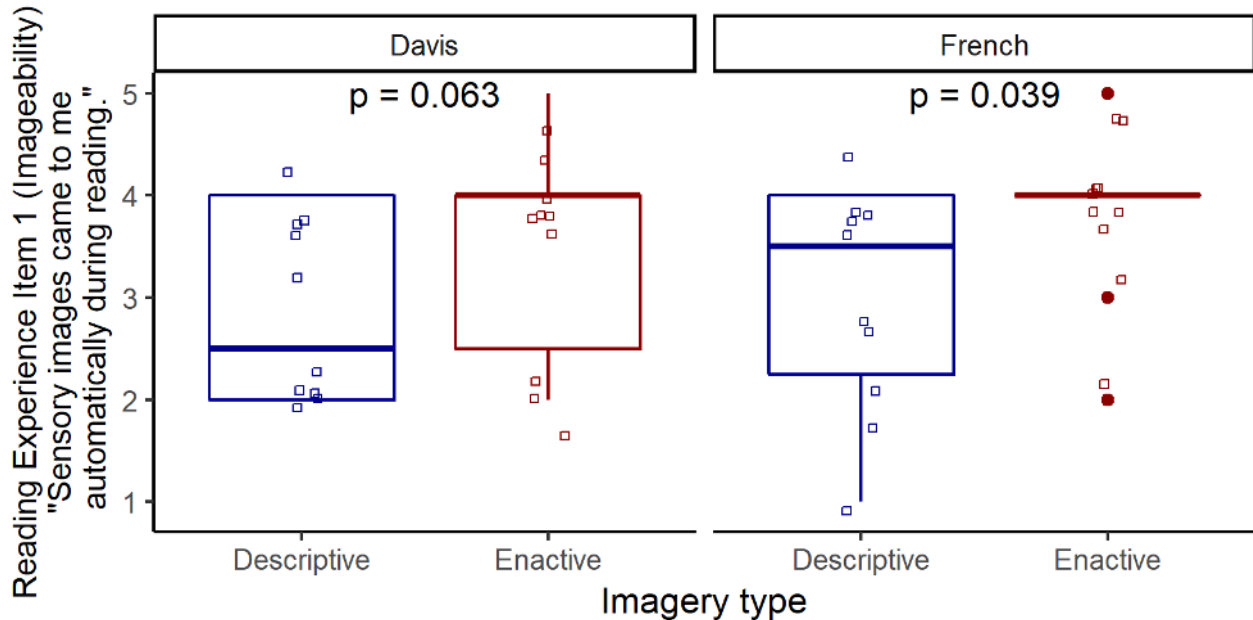 Reading Experience Item 1 (Imageability)
"Sensory images came to me
automatically during reading."
Davis
French
p = 0.063
p = 0.039
5
4
3
2
1
Descriptive
Enactive
Descriptive
Enactive
Imagery type